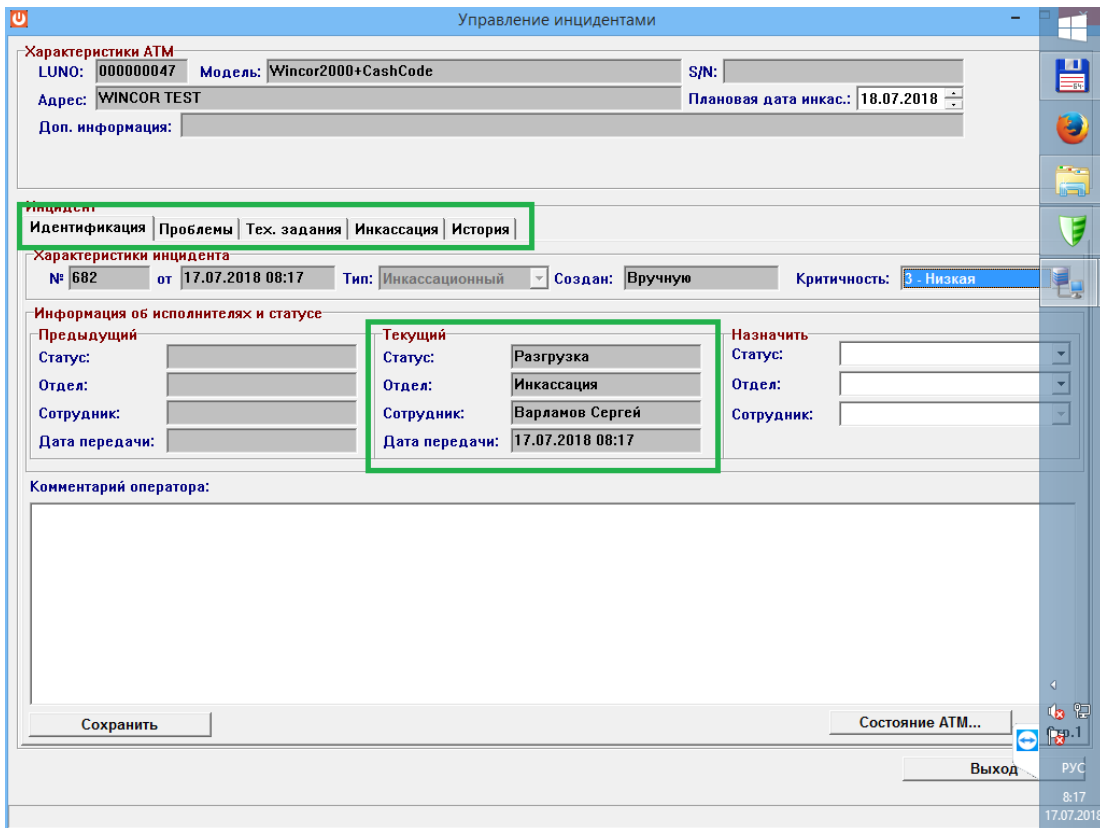 Управление инцидентами
Характеристики АТМ
LUNO: 000000047 Модель: Wincor2000+CashCode S/N:
Адрес: WINCOR TEST Плановая дата инкас.: 18.07.2018
Доп. информация:
Инцидент
Идентификация Проблемы Тех. задания Инкассация История
Характеристики инцидента
№ 682 от 17.07.2018 08:17 Тип: Инкассационный Создан: Вручную Критичность: 3 - Низкая
Информация об исполнителях и статусе
Предыдущий Текущий Назначить
Статус: Статус: Разгрузка Статус:
Отдел: Отдел: Инкассация Отдел:
Сотрудник: Сотрудник: Варламов Сергей Сотрудник:
Дата передачи: Дата передачи: 17.07.2018 08:17
Комментарий оператора:
Сохранить Состояние АТМ...
Стр.1
Выход РУС
8:17
17.07.2018